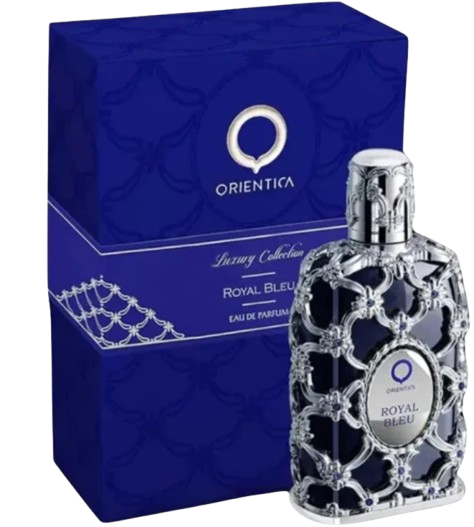 ORIENTICA
Luxury Collection
ROYAL BLEU
EAU DE PARFUM
ORIENTICA
ROYAL
BLEU